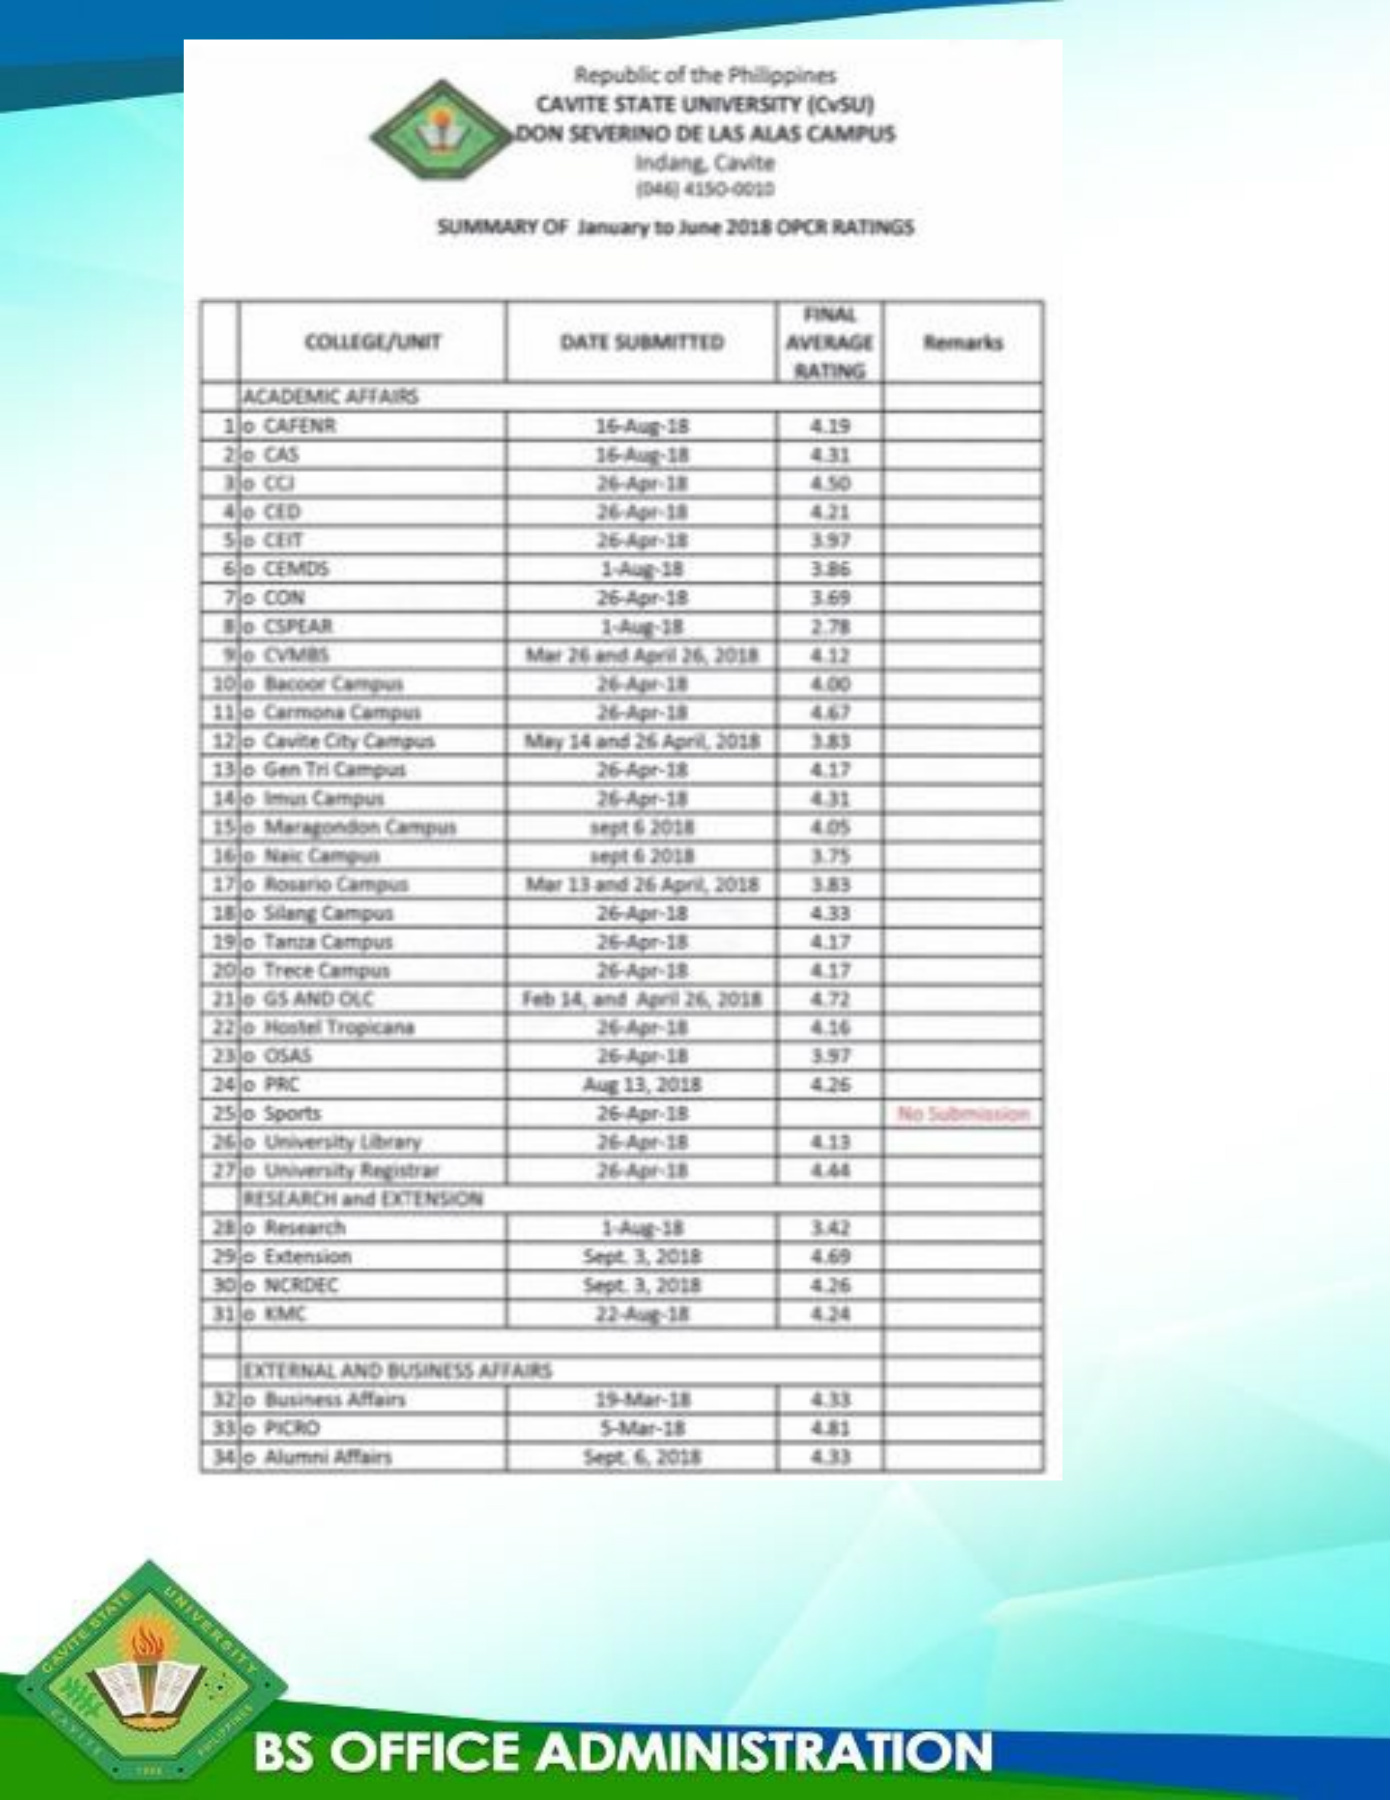 Republic of the Philippines
CAVITE STATE UNIVERSITY (CvSU)
DON SEVERINO DE LAS ALAS CAMPUS
Indang, Cavite
(046) 4150-0010
SUMMARY OF January to June 2018 OPCR RATINGS
COLLEGE/UNIT DATE SUBMITTED FINAL AVERAGE RATING Remarks
ACADEMIC AFFAIRS
1 o CAFENR 16-Aug-18 4.19
2 o CAS 16-Aug-18 4.31
3 o CCJ 26-Apr-18 4.50
4 o CED 26-Apr-18 4.21
5 o CEIT 26-Apr-18 3.97
6 o CEMDS 1-Aug-18 3.86
7 o CON 26-Apr-18 3.69
8 o CSPEAR 1-Aug-18 2.78
9 o CVMBS Mar 26 and April 26, 2018 4.12
10 o Bacoor Campus 26-Apr-18 4.00
11 o Carmona Campus 26-Apr-18 4.67
12 o Cavite City Campus May 14 and 26 April, 2018 3.83
13 o Gen Tri Campus 26-Apr-18 4.17
14 o Imus Campus 26-Apr-18 4.31
15 o Maragondon Campus sept 6 2018 4.05
16 o Naic Campus sept 6 2018 3.75
17 o Rosario Campus Mar 13 and 26 April, 2018 3.83
18 o Silang Campus 26-Apr-18 4.33
19 o Tanza Campus 26-Apr-18 4.17
20 o Trece Campus 26-Apr-18 4.17
21 o GS AND OLC Feb 14, and April 26, 2018 4.72
22 o Hostel Tropicana 26-Apr-18 4.16
23 o OSAS 26-Apr-18 3.97
24 o PRC Aug 13, 2018 4.26
25 o Sports 26-Apr-18 No Submission
26 o University Library 26-Apr-18 4.13
27 o University Registrar 26-Apr-18 4.44
RESEARCH and EXTENSION
28 o Research 1-Aug-18 3.42
29 o Extension Sept. 3, 2018 4.69
30 o NCRDEC Sept. 3, 2018 4.26
31 o KMC 22-Aug-18 4.24
EXTERNAL AND BUSINESS AFFAIRS
32 o Business Affairs 19-Mar-18 4.33
33 o PICRO 5-Mar-18 4.81
34 o Alumni Affairs Sept. 6, 2018 4.33
CAVITE STATE UNIVERSITY
CAVITE PHILIPPINES
BS OFFICE ADMINISTRATION